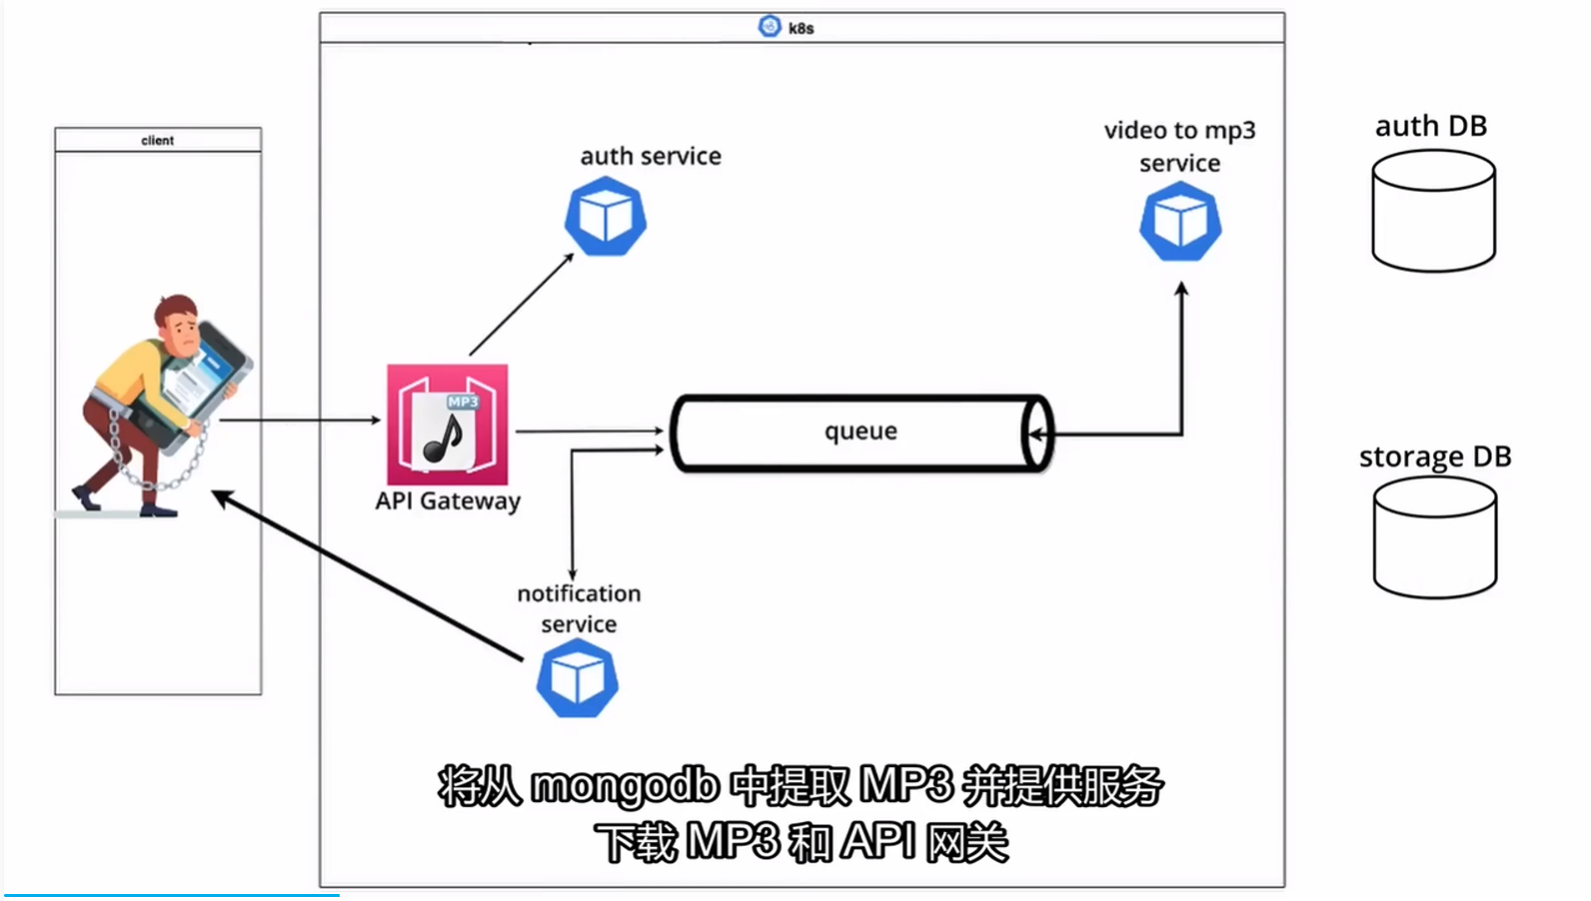 k8s
client
auth service
video to mp3
service
auth DB
MP3
API Gateway
queue
storage DB
notification
service
将从 mongodb 中提取 MP3 并提供服务
下载 MP3 和 API 网关